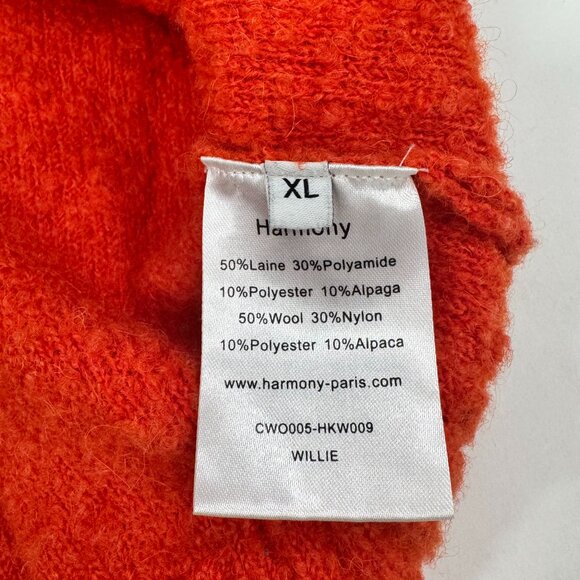 XL
Harmony
50%Laine 30%Polyamide
10%Polyester 10%Alpaga
50%Wool 30%Nylon
10%Polyester 10%Alpaca
www.harmony-paris.com
CWO005-HKW009
WILLIE